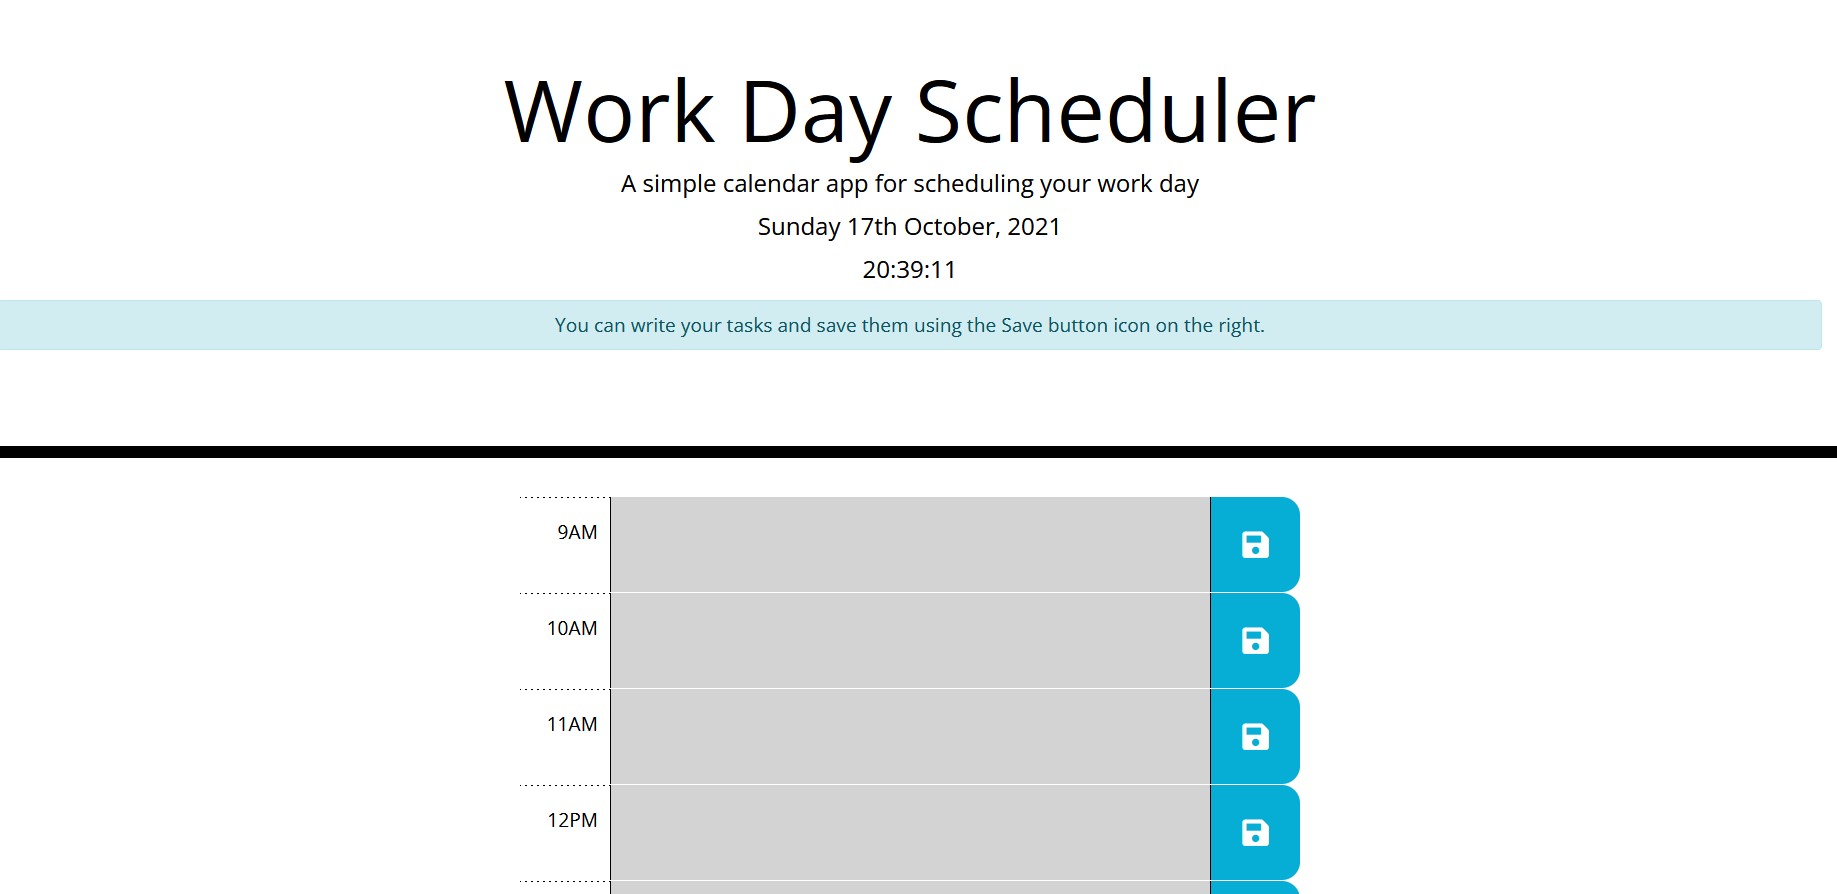 Work Day Scheduler
A simple calendar app for scheduling your work day
Sunday 17th October, 2021
20:39:11
You can write your tasks and save them using the Save button icon on the right.
9AM
10AM
11AM
12PM